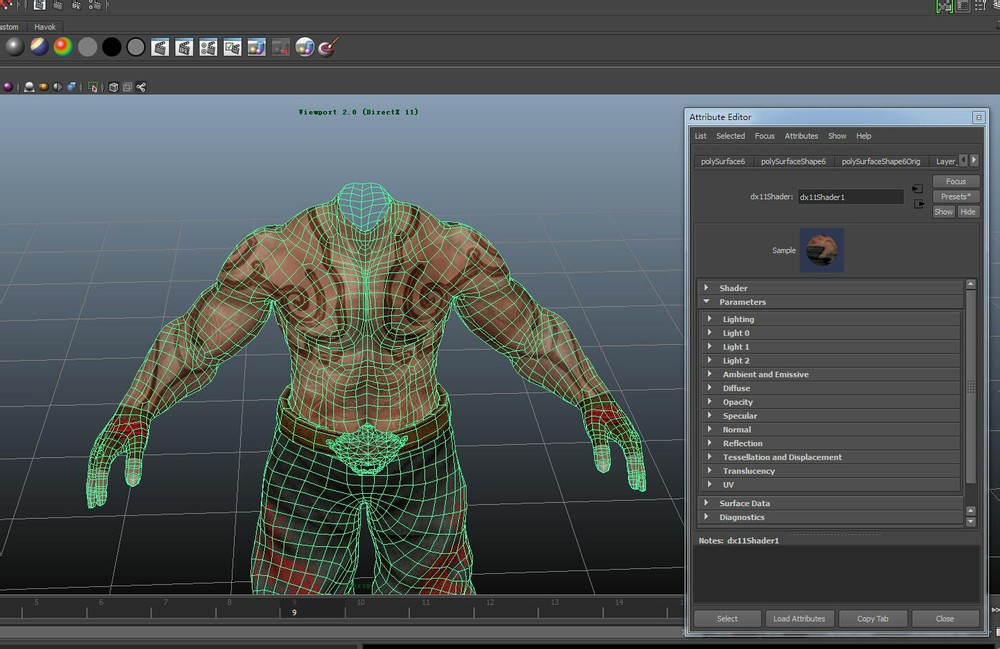 Havok
Viewport 2.0 (DirectX 11)
Attribute Editor
List Selected Focus Attributes Show Help
polySurface6 polySurfaceShape6 polySurfaceShape6Orig Layer_
Focus
dx11Shader: dx11Shader1 Presets*
Show Hide
Sample
Shader
Parameters
Lighting
Light 0
Light 1
Light 2
Ambient and Emissive
Diffuse
Opacity
Specular
Normal
Reflection
Tessellation and Displacement
Translucency
UV
Surface Data
Diagnostics
Notes: dx11Shader1
5 6 7 8 9 10 11 12 13 14
9
Select Load Attributes Copy Tab Close